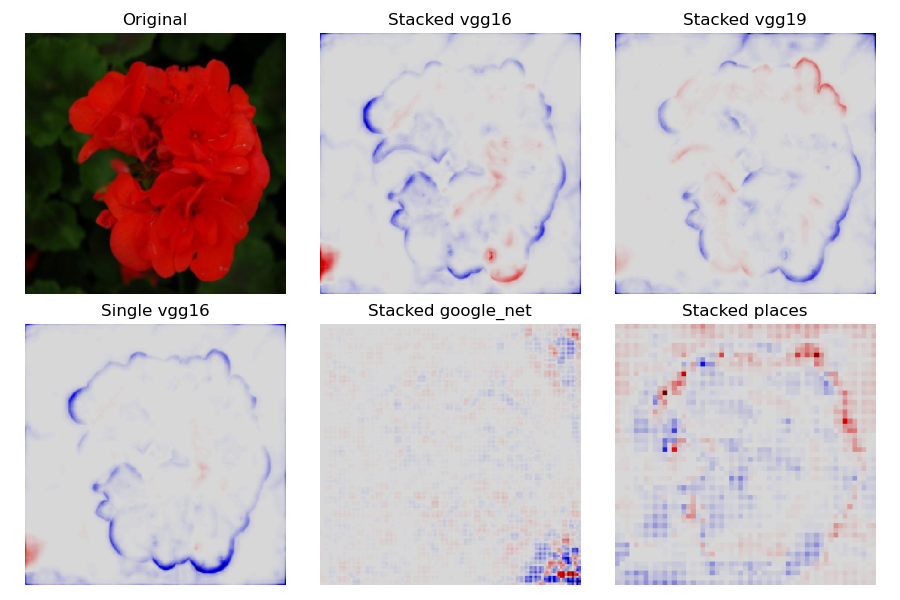 Original
Stacked vgg16
Stacked vgg19
Single vgg16
Stacked google_net
Stacked places